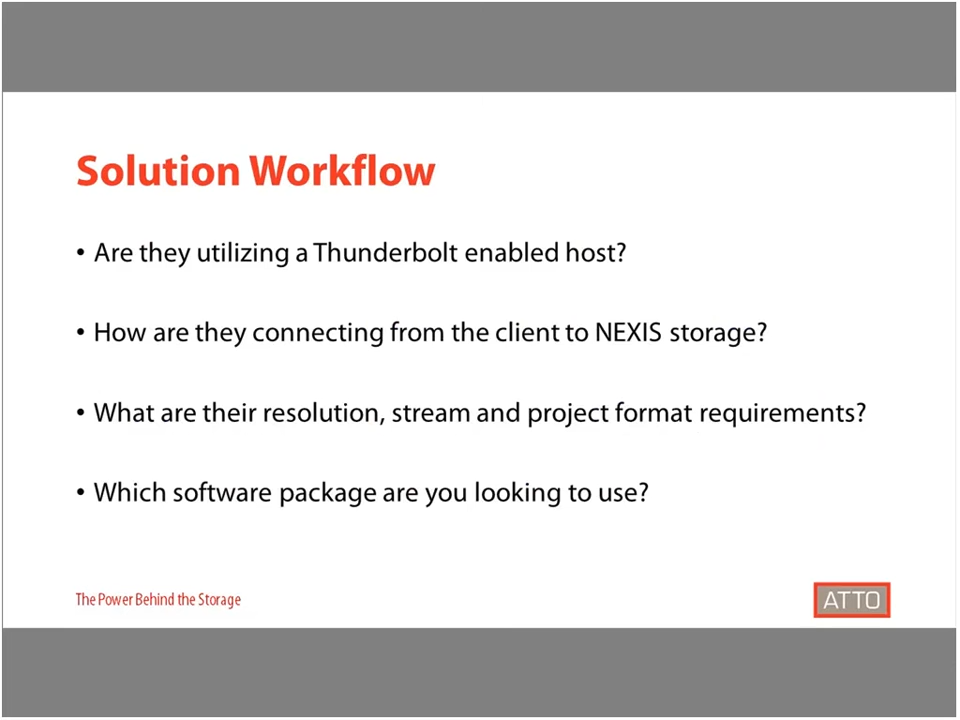 Solution Workflow
• Are they utilizing a Thunderbolt enabled host?
• How are they connecting from the client to NEXIS storage?
• What are their resolution, stream and project format requirements?
• Which software package are you looking to use?
The Power Behind the Storage
ATTO